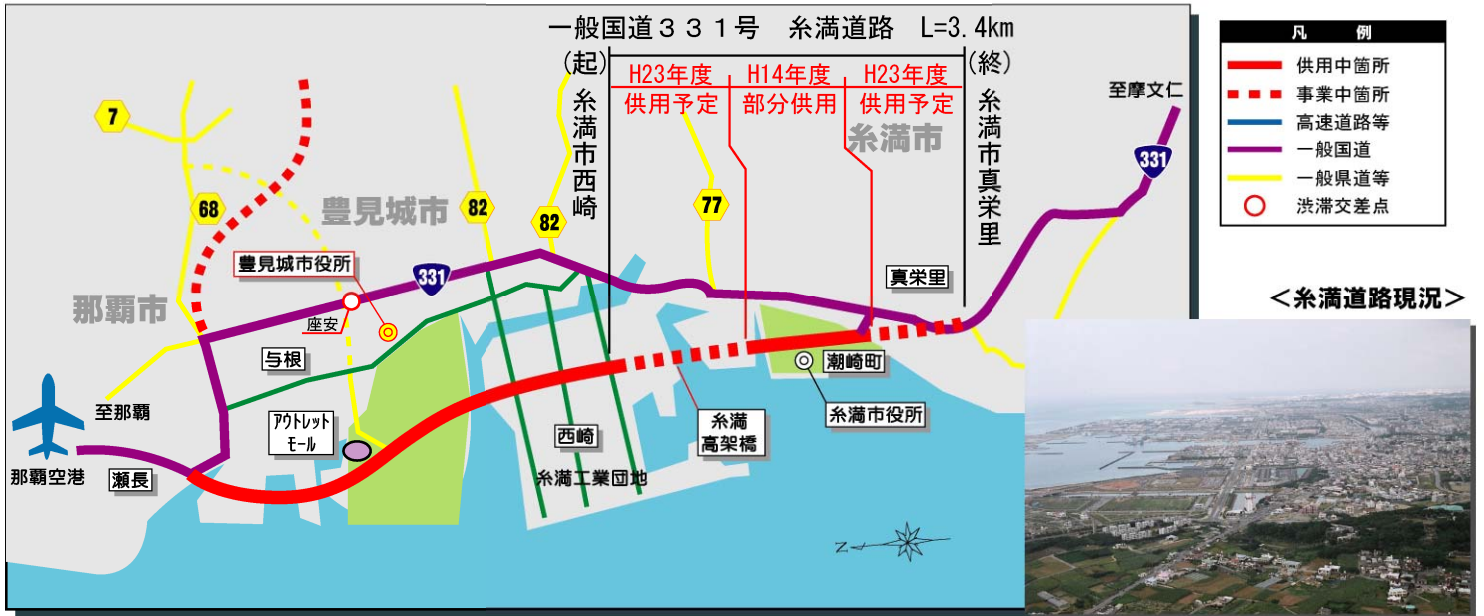 一般国道331号 糸満道路 L=3.4km
(起)
糸満市西崎
H23年度
供用予定
H14年度
部分供用
H23年度
供用予定
(終)
糸満市真栄里
至摩文仁
331
7
68
豊見城市
82
82
77
糸満市
豊見城市役所
331
那覇市
座安
与根
真栄里
至那覇
アウトレット
モール
那覇空港
瀬長
西崎
糸満工業団地
糸満
高架橋
潮崎町
糸満市役所
N
凡 例
供用中箇所
事業中箇所
高速道路等
一般国道
一般県道等
渋滞交差点
<糸満道路現況>